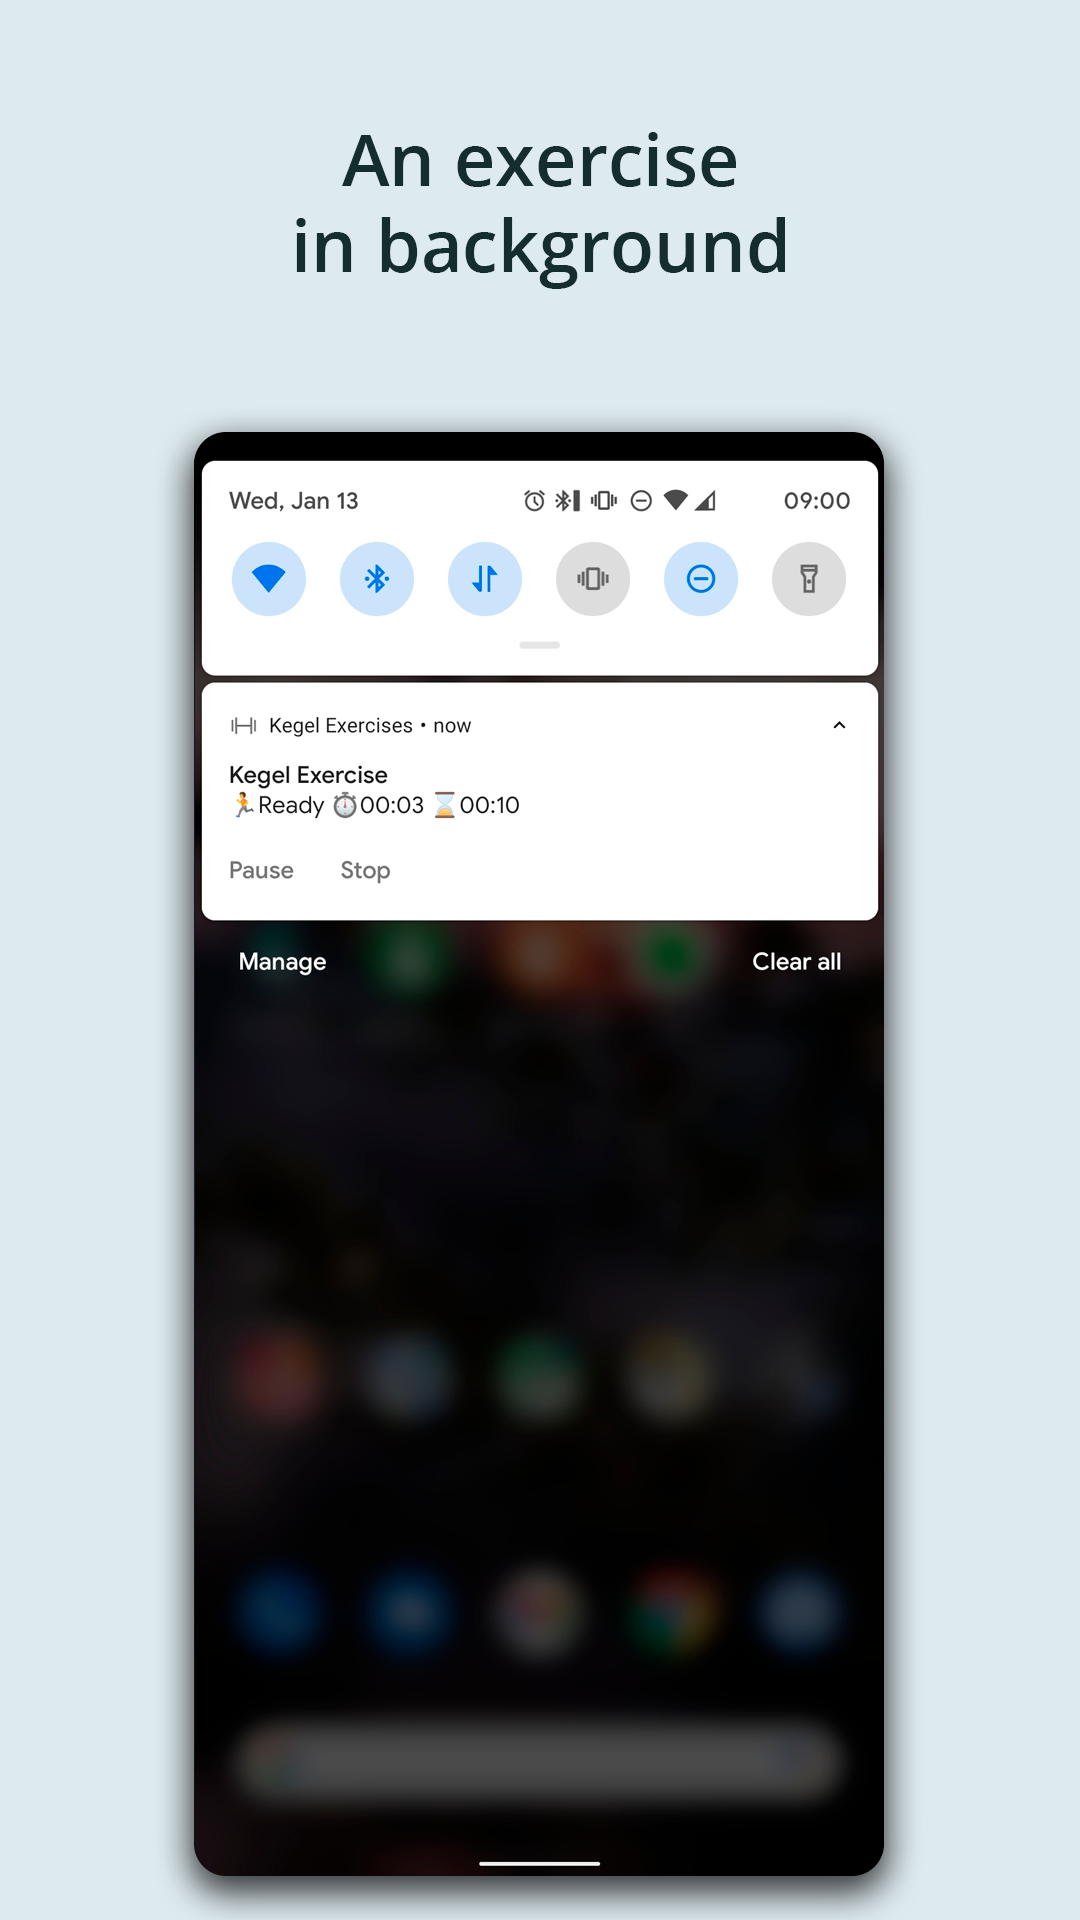 An exercise
in background
Wed, Jan 13 09:00
Kegel Exercises • now
Kegel Exercise
🏃Ready ⏱00:03 ⌛00:10
Pause Stop
Manage Clear all